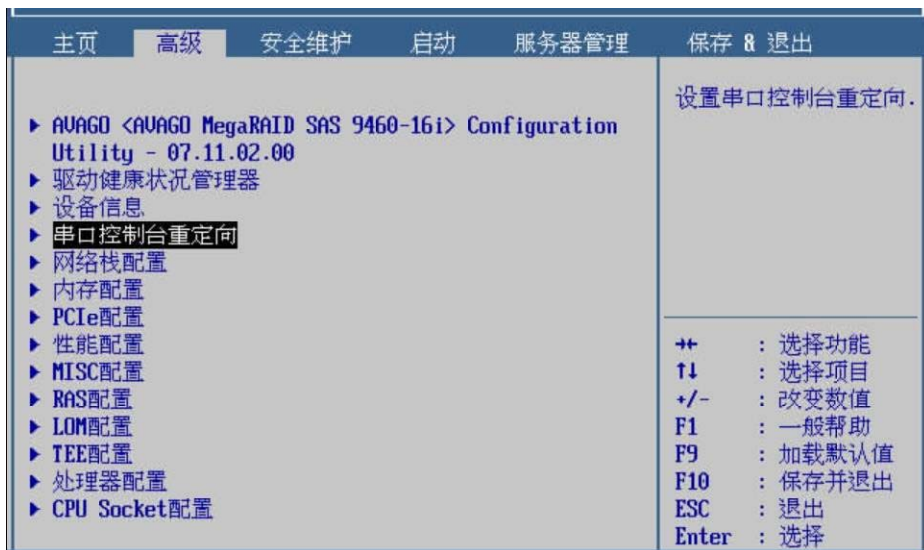 主页 高级 安全维护 启动 服务器管理 保存 & 退出
▶ AVAGO <AVAGO MegaRAID SAS 9460-16i> Configuration
Utility - 07.11.02.00
▶ 驱动健康状况管理器
▶ 设备信息
▶ 串口控制台重定向
▶ 网络栈配置
▶ 内存配置
▶ PCIe配置
▶ 性能配置
▶ MISC配置
▶ RAS配置
▶ LOM配置
▶ TEE配置
▶ 处理器配置
▶ CPU Socket配置
设置串口控制台重定向.
→← : 选择功能
↑↓ : 选择项目
+/- : 改变数值
F1 : 一般帮助
F9 : 加载默认值
F10 : 保存并退出
ESC : 退出
Enter : 选择